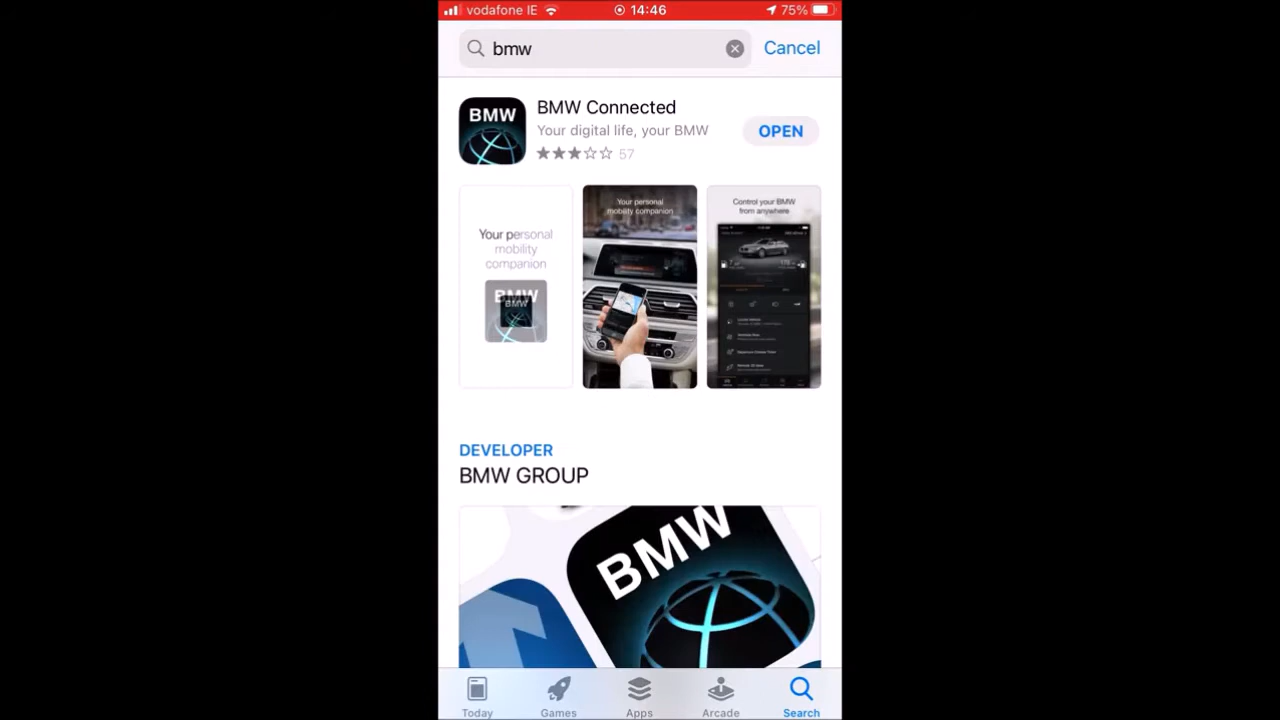 vodafone IE 14:46 75%
bmw Cancel
BMW
BMW Connected
Your digital life, your BMW
57
OPEN
Your personal
mobility
companion
BMW
BMW
Your personal
mobility companion
Control your BMW
from anywhere
DEVELOPER
BMW GROUP
BMW
Today Games Apps Arcade Search